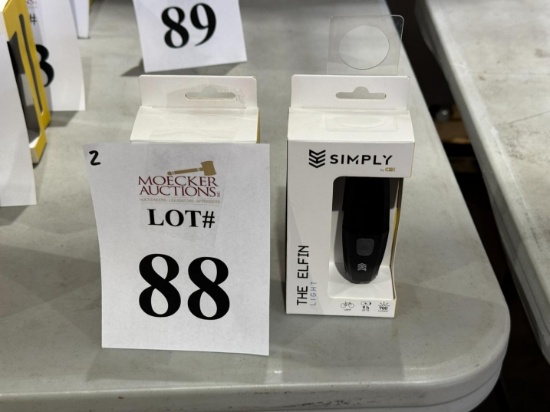 89
2
MOECKER
AUCTIONS
LOT#
88
SIMPLY
THE ELFIN
LIGHT